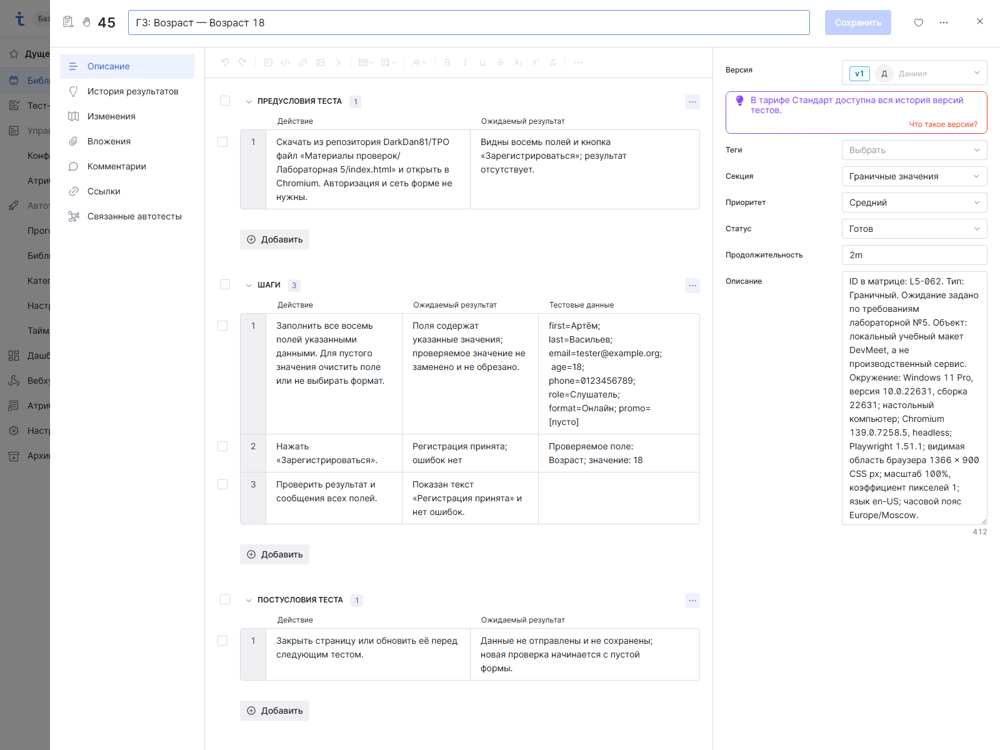 Баз
45
ГЗ: Возраст — Возраст 18
Сохранить
Дуще
Библ
Тест-
Упра
Конф
Атри
Авто
Прог
Библ
Кате
Наст
Тайм
Дашб
Вебху
Атри
Наст
Архи
Описание
История результатов
Изменения
Вложения
Комментарии
Ссылки
Связанные автотесты
ПРЕДУСЛОВИЯ ТЕСТА 1
Действие
Ожидаемый результат
1
Скачать из репозитория DarkDan81/TPO
файл «Материалы проверок/
Лабораторная 5/index.html» и открыть в
Chromium. Авторизация и сеть форме не
нужны.
Видны восемь полей и кнопка
«Зарегистрироваться»; результат
отсутствует.
Добавить
ШАГИ 3
Действие
Ожидаемый результат
Тестовые данные
1
Заполнить все восемь
полей указанными
данными. Для пустого
значения очистить поле
или не выбирать формат.
Поля содержат
указанные значения;
проверяемое значение не
заменено и не обрезано.
first=Артём;
last=Васильев;
email=tester@example.org;
age=18;
phone=0123456789;
role=Слушатель;
format=Онлайн; promo=
[пусто]
2
Нажать
«Зарегистрироваться».
Регистрация принята;
ошибок нет
Проверяемое поле:
Возраст; значение: 18
3
Проверить результат и
сообщения всех полей.
Показан текст
«Регистрация принята» и
нет ошибок.
Добавить
ПОСТУСЛОВИЯ ТЕСТА 1
Действие
Ожидаемый результат
1
Закрыть страницу или обновить её перед
следующим тестом.
Данные не отправлены и не сохранены;
новая проверка начинается с пустой
формы.
Добавить
Версия
v1 Д Даниил
В тарифе Стандарт доступна вся история версий
тестов.
Что такое версии?
Теги
Выбрать
Секция
Граничные значения
Приоритет
Средний
Статус
Готов
Продолжительность
2m
Описание
ID в матрице: L5-062. Тип:
Граничный. Ожидание задано
по требованиям
лабораторной №5. Объект:
локальный учебный макет
DevMeet, а не
производственный сервис.
Окружение: Windows 11 Pro,
версия 10.0.22631, сборка
22631; настольный
компьютер; Chromium
139.0.7258.5, headless;
Playwright 1.51.1; видимая
область браузера 1366 × 900
CSS px; масштаб 100%,
коэффициент пикселей 1;
язык en-US; часовой пояс
Europe/Moscow.
412